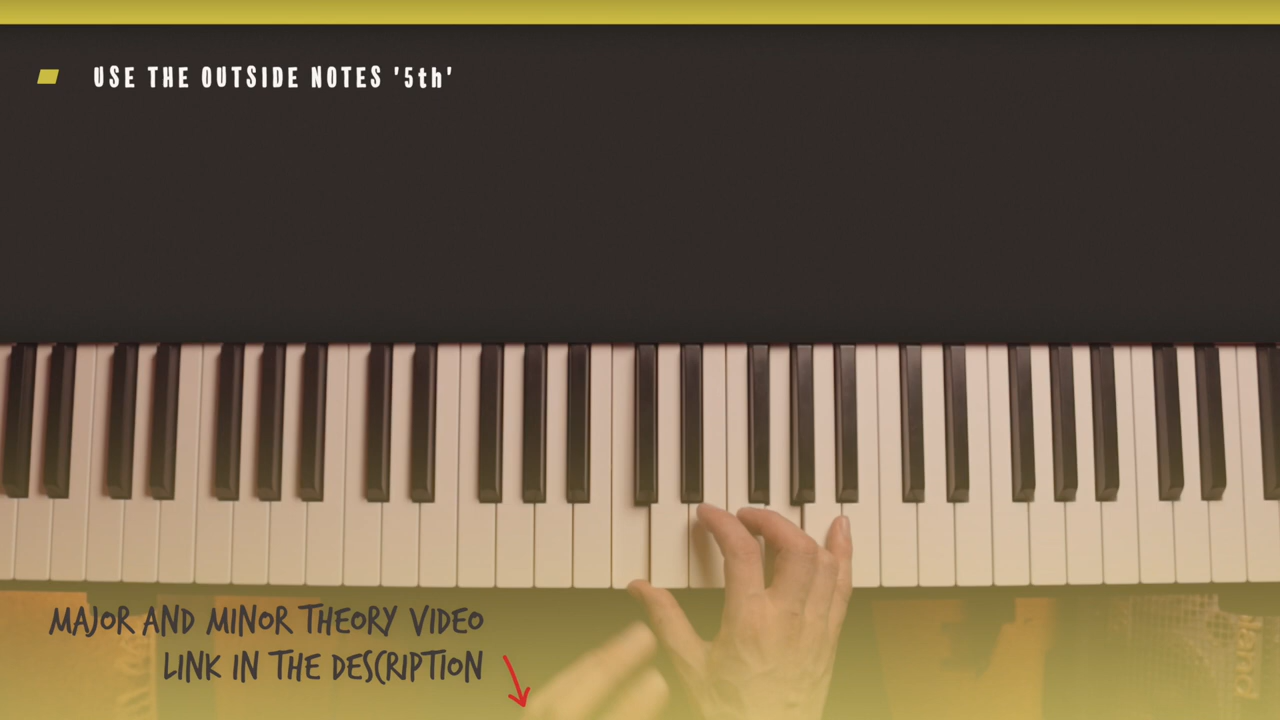 USE THE OUTSIDE NOTES '5th'
MAJOR AND MINOR THEORY VIDEO
LINK IN THE DESCRIPTION